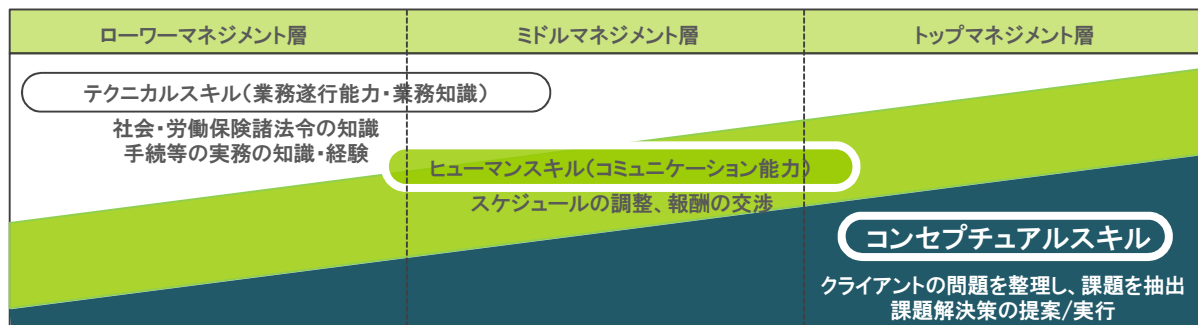 ローワーマネジメント層
ミドルマネジメント層
トップマネジメント層
テクニカルスキル(業務遂行能力・業務知識)
社会・労働保険諸法令の知識
手続等の実務の知識・経験
ヒューマンスキル(コミュニケーション能力)
スケジュールの調整、報酬の交渉
コンセプチュアルスキル
クライアントの問題を整理し、課題を抽出
課題解決策の提案/実行